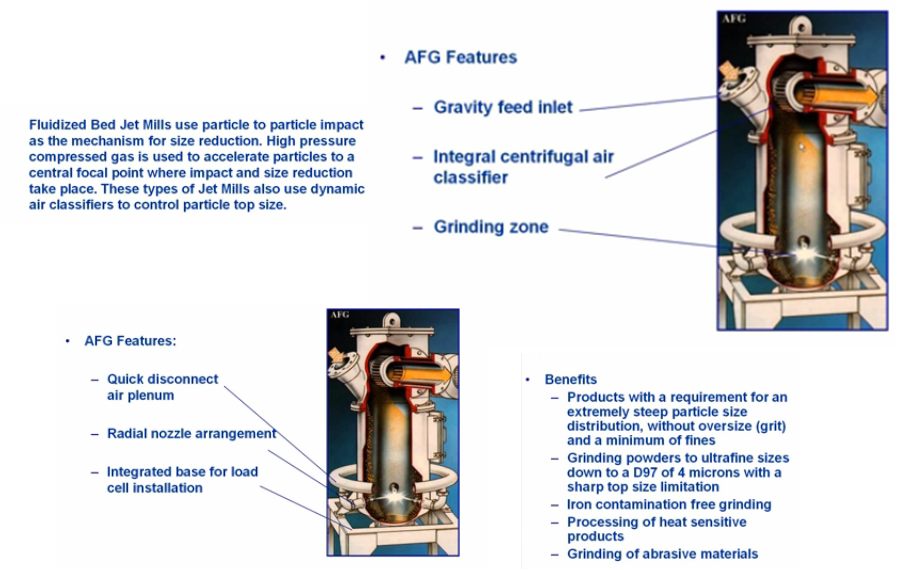 Fluidized Bed Jet Mills use particle to particle impact
as the mechanism for size reduction. High pressure
compressed gas is used to accelerate particles to a
central focal point where impact and size reduction
take place. These types of Jet Mills also use dynamic
air classifiers to control particle top size.
• AFG Features
– Gravity feed inlet
– Integral centrifugal air
classifier
– Grinding zone
AFG
• AFG Features:
– Quick disconnect
air plenum
– Radial nozzle arrangement
– Integrated base for load
cell installation
AFG
• Benefits
– Products with a requirement for an
extremely steep particle size
distribution, without oversize (grit)
and a minimum of fines
– Grinding powders to ultrafine sizes
down to a D97 of 4 microns with a
sharp top size limitation
– Iron contamination free grinding
– Processing of heat sensitive
products
– Grinding of abrasive materials